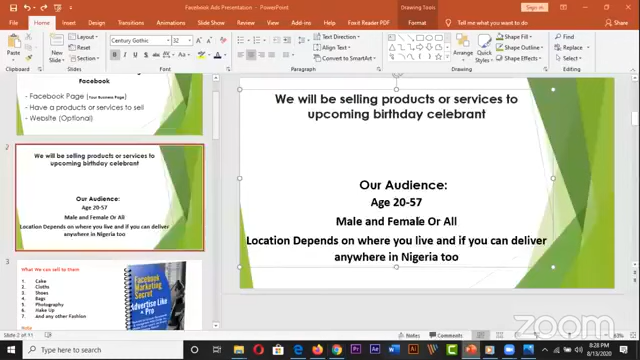 Facebook Ads Presentation - PowerPoint
Drawing Tools
Sign in
File
Home
Insert
Design
Transitions
Animations
Slide Show
Review
View
Foxit Reader PDF
Format
Tell me what you want to do
Share
Paste
New Slide
Layout
Reset
Section
Century Gothic
32
Text Direction
Align Text
Convert to SmartArt
Arrange
Quick
Styles
Shape Fill
Shape Outline
Shape Effects
Find
Replace
Select
Clipboard
Slides
Font
Paragraph
Drawing
Editing
Facebook
- Facebook Page
- Have a products or services to sell
- Website (Optional)
2
We will be selling products or services to
upcoming birthday celebrant
Our Audience:
Age 20-57
Male and Female Or All
Location Depends on where you live and if you can deliver
anywhere in Nigeria too
3
What We can sell to them
1. Cake
2. Cloths
3. Shoes
4. Bags
5. Photography
6. Make Up
7. And any other Fashion
Note
Facebook
Marketing
Secret
Advertise Like
a Pro
We will be selling products or services to
upcoming birthday celebrant
Our Audience:
Age 20-57
Male and Female Or All
Location Depends on where you live and if you can deliver
anywhere in Nigeria too
Slide 2 of 11
Notes
Comments
zoom
Type here to search
8:28 PM
8/13/2020